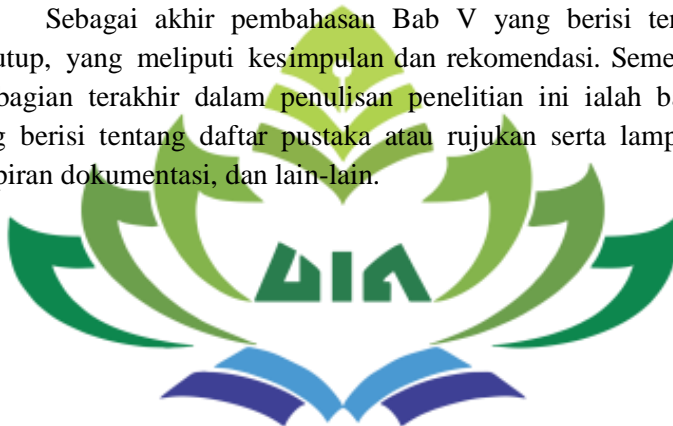 Sebagai akhir pembahasan Bab V yang berisi ter
utup, yang meliputi kesimpulan dan rekomendasi. Seme
bagian terakhir dalam penulisan penelitian ini ialah ba
g berisi tentang daftar pustaka atau rujukan serta lamp
piran dokumentasi, dan lain-lain.
UIN